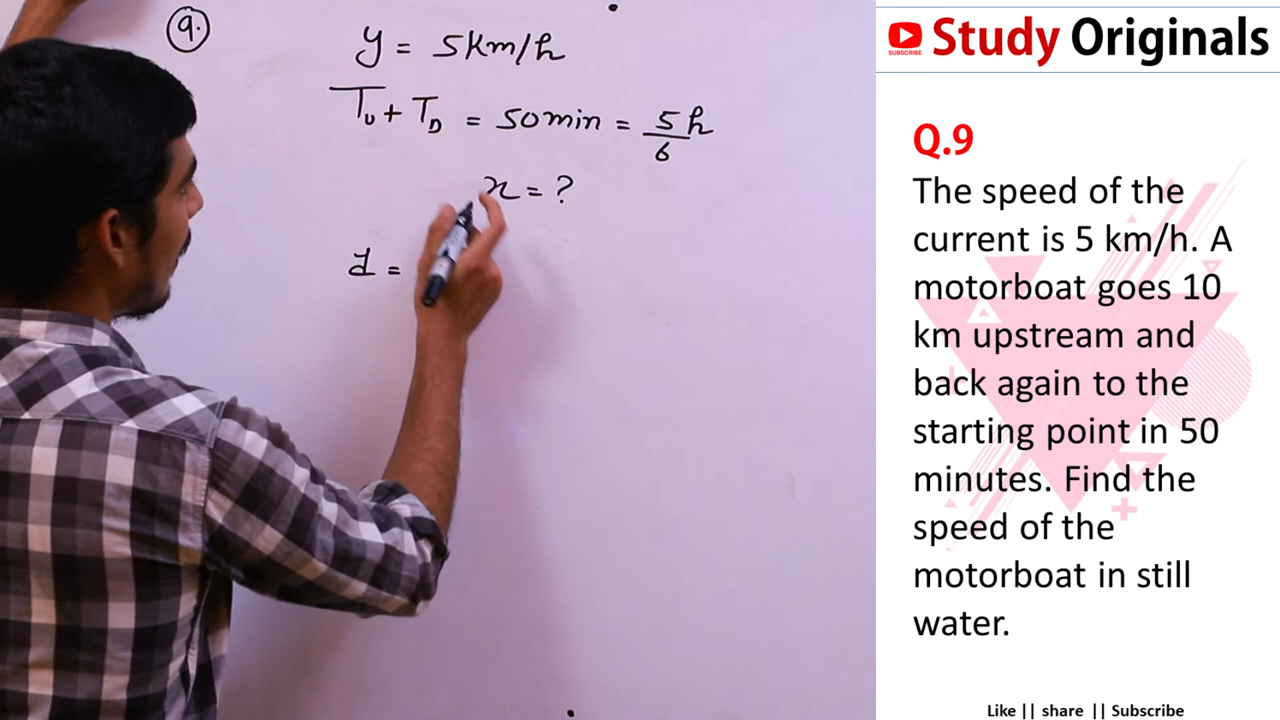 9.
y = 5km/h
T_U + T_D = 50min = 5/6 h
x = ?
d =
SUBSCRIBE
Study Originals
Q.9
The speed of the
current is 5 km/h. A
motorboat goes 10
km upstream and
back again to the
starting point in 50
minutes. Find the
speed of the
motorboat in still
water.
Like || share || Subscribe